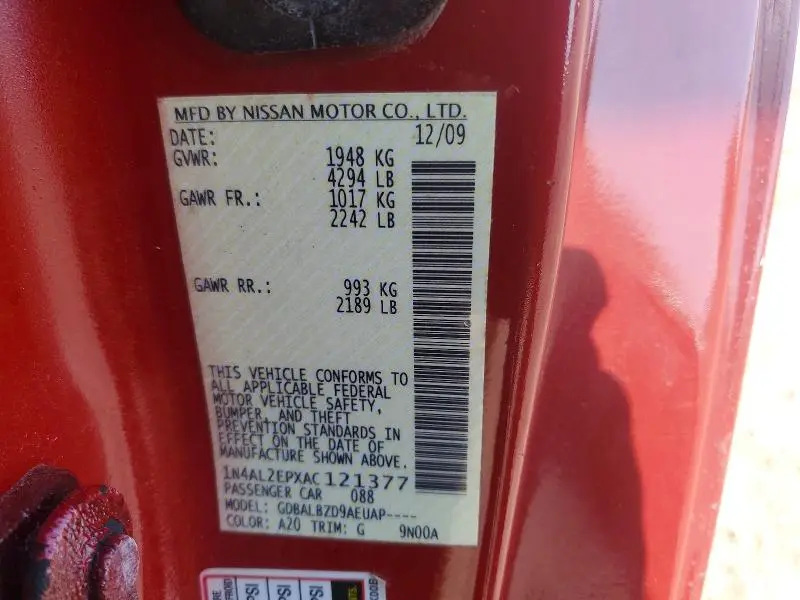 MFD BY NISSAN MOTOR CO., LTD.
DATE: 12/09
GVWR: 1948 KG
4294 LB
GAWR FR.: 1017 KG
2242 LB
GAWR RR.: 993 KG
2189 LB
THIS VEHICLE CONFORMS TO
ALL APPLICABLE FEDERAL
MOTOR VEHICLE SAFETY,
BUMPER, AND THEFT
PREVENTION STANDARDS IN
EFFECT ON THE DATE OF
MANUFACTURE SHOWN ABOVE.
1N4AL2EPXAC121377
PASSENGER CAR 088
MODEL: GDBALBZD9AEUAP----
COLOR: A20 TRIM: G 9N00A
PSI
PSI
PSI